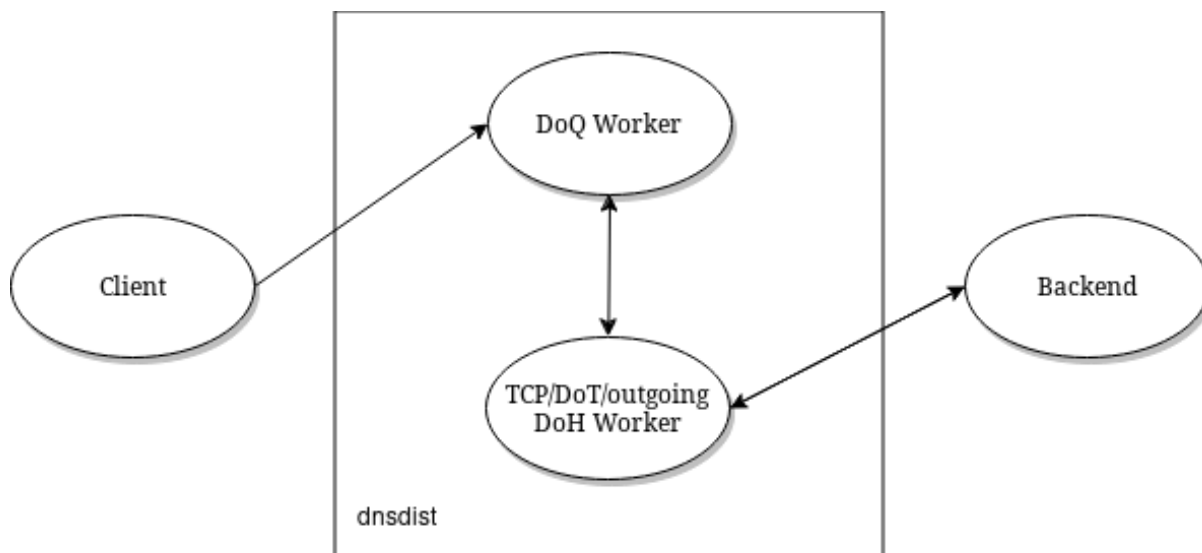 DoQ Worker
Client
Backend
TCP/DoT/outgoing
DoH Worker
dnsdist